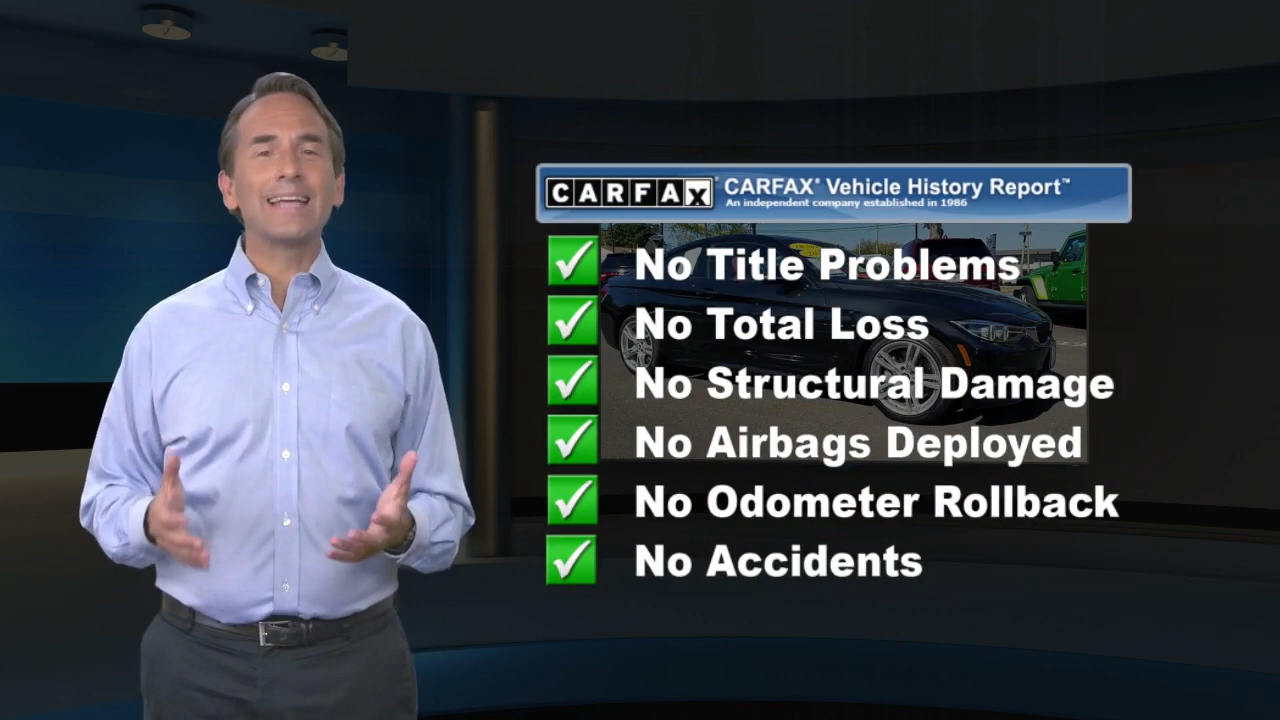 CARFAX® CARFAX® Vehicle History Report™
An independent company established in 1986
No Title Problems
No Total Loss
No Structural Damage
No Airbags Deployed
No Odometer Rollback
No Accidents